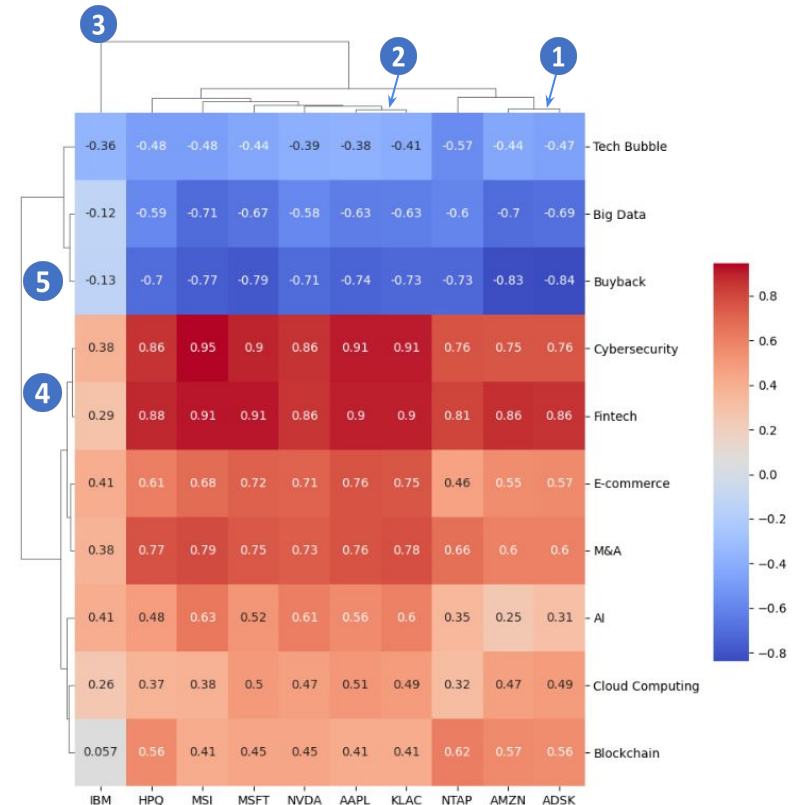 3
2
1
-0.36 -0.48 -0.48 -0.44 -0.39 -0.38 -0.41 -0.57 -0.44 -0.47 Tech Bubble
-0.12 -0.59 -0.71 -0.67 -0.58 -0.63 -0.63 -0.6 -0.7 -0.69 Big Data
5
-0.13 -0.7 -0.77 -0.79 -0.71 -0.74 -0.73 -0.73 -0.83 -0.84 Buyback
0.38 0.86 0.95 0.9 0.86 0.91 0.91 0.76 0.75 0.76 Cybersecurity
4
0.29 0.88 0.91 0.91 0.86 0.9 0.9 0.81 0.86 0.86 Fintech
0.41 0.61 0.68 0.72 0.71 0.76 0.75 0.46 0.55 0.57 E-commerce
0.38 0.77 0.79 0.75 0.73 0.76 0.78 0.66 0.6 0.6 M&A
0.41 0.48 0.63 0.52 0.61 0.56 0.6 0.35 0.25 0.31 AI
0.26 0.37 0.38 0.5 0.47 0.51 0.49 0.32 0.47 0.49 Cloud Computing
0.057 0.56 0.41 0.45 0.45 0.41 0.41 0.62 0.57 0.56 Blockchain
IBM HPQ MSI MSFT NVDA AAPL KLAC NTAP AMZN ADSK
0.8
0.6
0.4
0.2
0.0
−0.2
−0.4
−0.6
−0.8